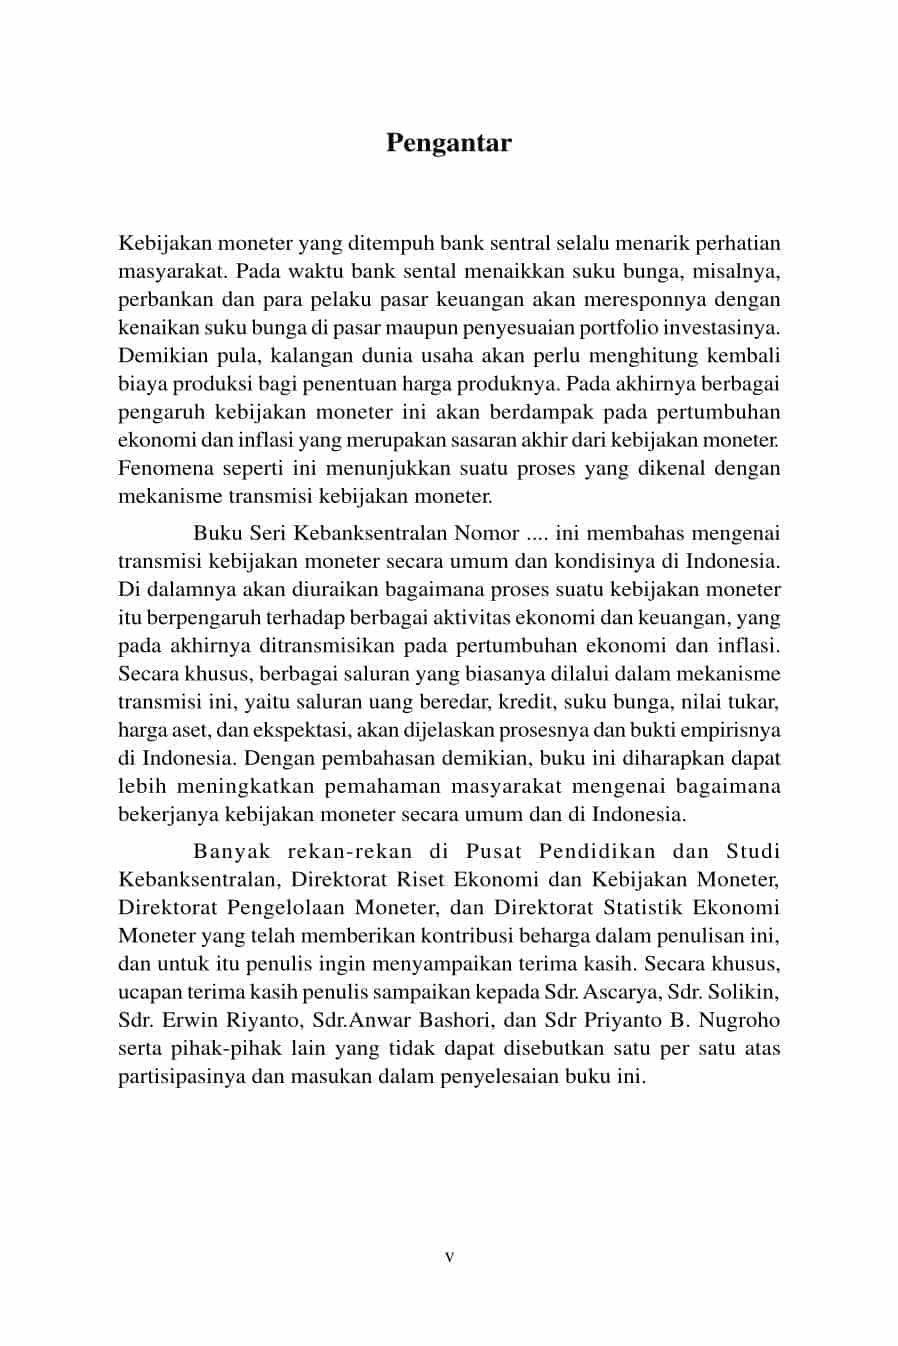 Pengantar
Kebijakan moneter yang ditempuh bank sentral selalu menarik perhatian
masyarakat. Pada waktu bank sental menaikkan suku bunga, misalnya,
perbankan dan para pelaku pasar keuangan akan meresponnya dengan
kenaikan suku bunga di pasar maupun penyesuaian portfolio investasinya.
Demikian pula, kalangan dunia usaha akan perlu menghitung kembali
biaya produksi bagi penentuan harga produknya. Pada akhirnya berbagai
pengaruh kebijakan moneter ini akan berdampak pada pertumbuhan
ekonomi dan inflasi yang merupakan sasaran akhir dari kebijakan moneter.
Fenomena seperti ini menunjukkan suatu proses yang dikenal dengan
mekanisme transmisi kebijakan moneter.
Buku Seri Kebanksentralan Nomor .... ini membahas mengenai
transmisi kebijakan moneter secara umum dan kondisinya di Indonesia.
Di dalamnya akan diuraikan bagaimana proses suatu kebijakan moneter
itu berpengaruh terhadap berbagai aktivitas ekonomi dan keuangan, yang
pada akhirnya ditransmisikan pada pertumbuhan ekonomi dan inflasi.
Secara khusus, berbagai saluran yang biasanya dilalui dalam mekanisme
transmisi ini, yaitu saluran uang beredar, kredit, suku bunga, nilai tukar,
harga aset, dan ekspektasi, akan dijelaskan prosesnya dan bukti empirisnya
di Indonesia. Dengan pembahasan demikian, buku ini diharapkan dapat
lebih meningkatkan pemahaman masyarakat mengenai bagaimana
bekerjanya kebijakan moneter secara umum dan di Indonesia.
Banyak rekan-rekan di Pusat Pendidikan dan Studi
Kebanksentralan, Direktorat Riset Ekonomi dan Kebijakan Moneter,
Direktorat Pengelolaan Moneter, dan Direktorat Statistik Ekonomi
Moneter yang telah memberikan kontribusi beharga dalam penulisan ini,
dan untuk itu penulis ingin menyampaikan terima kasih. Secara khusus,
ucapan terima kasih penulis sampaikan kepada Sdr. Ascarya, Sdr. Solikin,
Sdr. Erwin Riyanto, Sdr.Anwar Bashori, dan Sdr Priyanto B. Nugroho
serta pihak-pihak lain yang tidak dapat disebutkan satu per satu atas
partisipasinya dan masukan dalam penyelesaian buku ini.
v